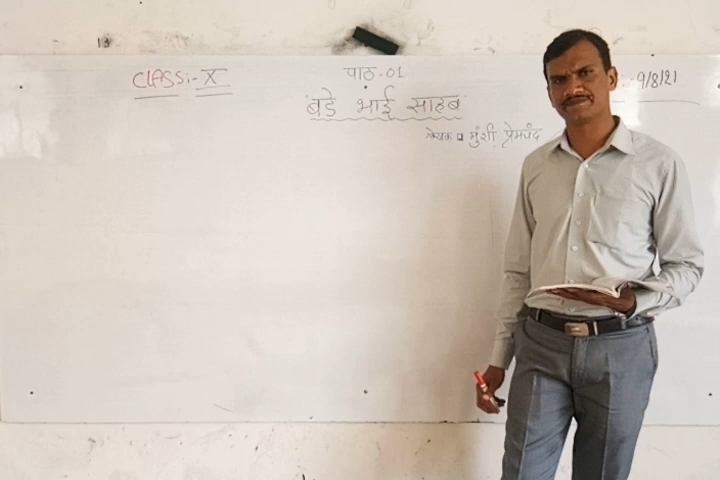 CLASS:- X
पाठ-01
9/8/21
बडे भाई साहब
लेखक मुंशी प्रेमचंद